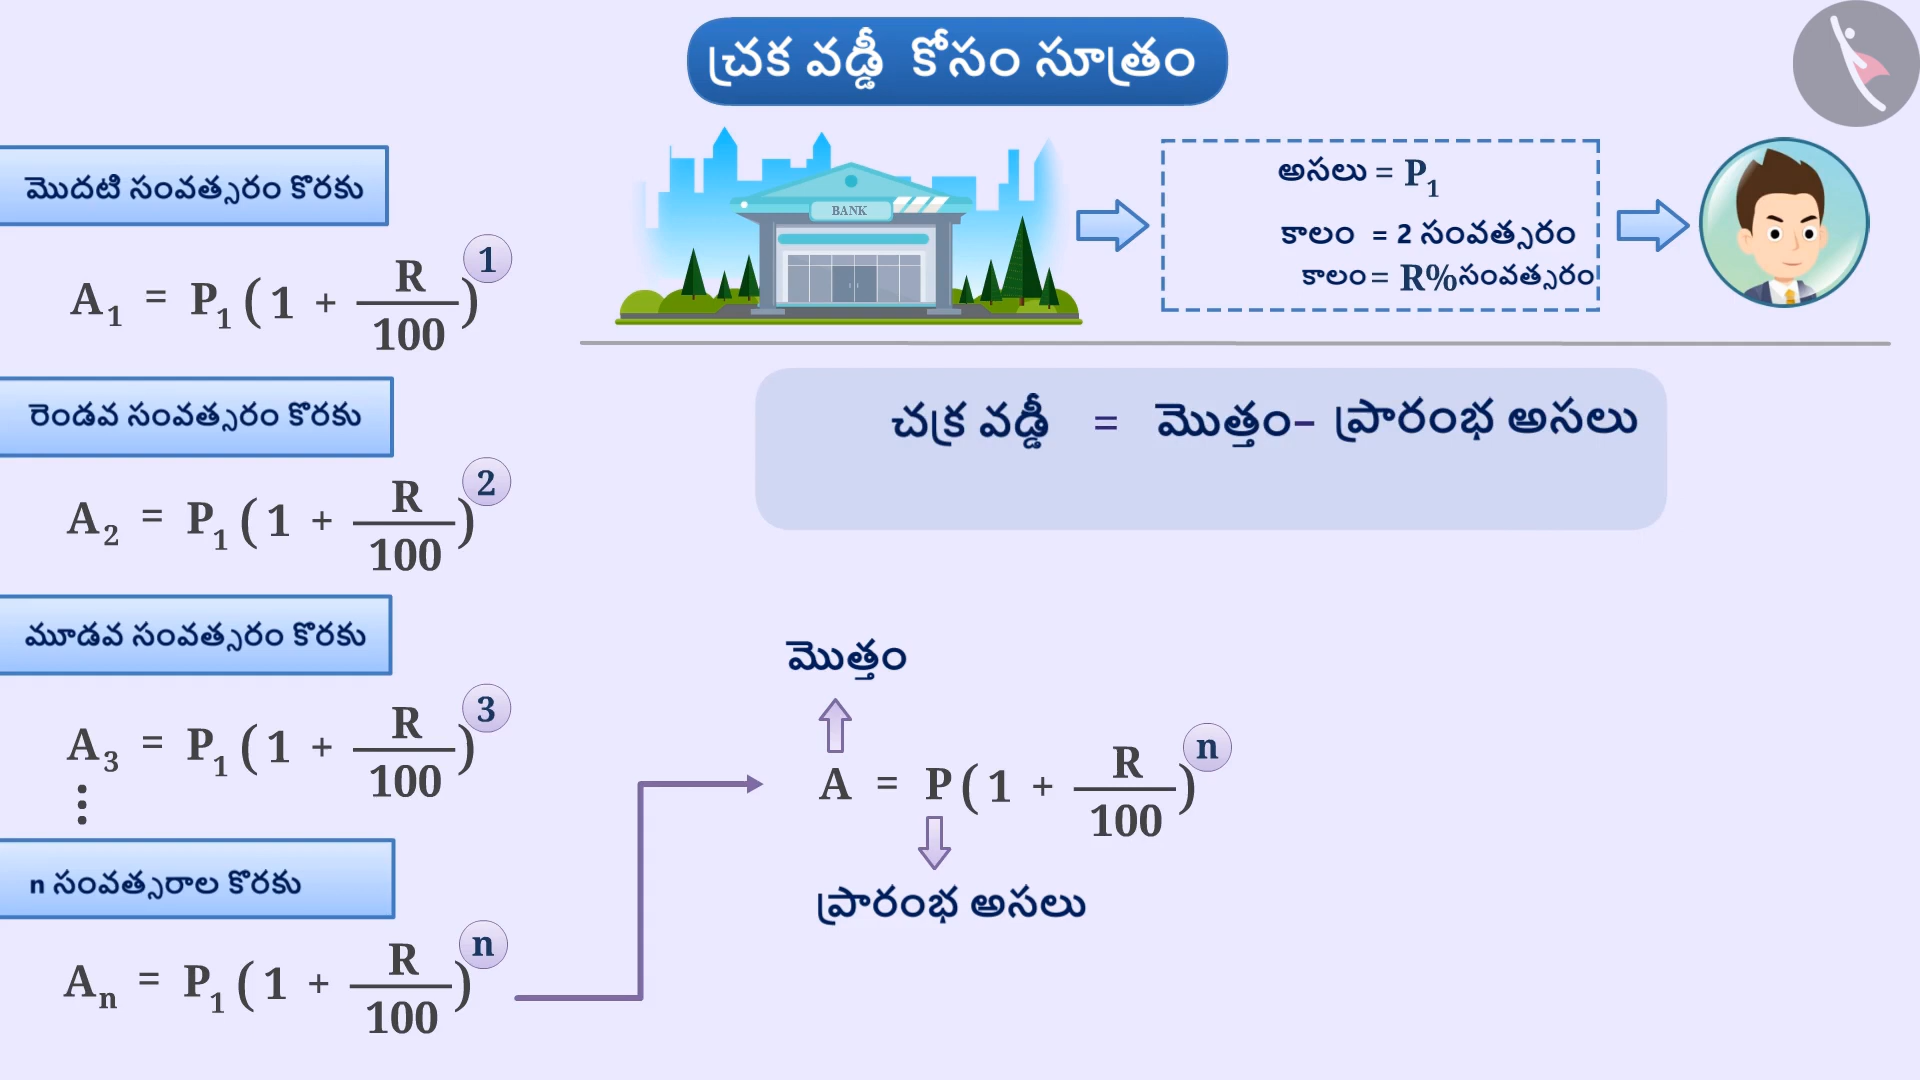 చ్రక వడ్డీ కోసం సూత్రం
మొదటి సంవత్సరం కొరకు
A₁ = P₁ (1 + R/100)¹
రెండవ సంవత్సరం కొరకు
A₂ = P₁ (1 + R/100)²
మూడవ సంవత్సరం కొరకు
A₃ = P₁ (1 + R/100)³
⋮
n సంవత్సరాల కొరకు
Aₙ = P₁ (1 + R/100)ⁿ
BANK
అసలు = P₁
కాలం = 2 సంవత్సరం
కాలం = R%సంవత్సరం
చక్ర వడ్డీ = మొత్తం– ప్రారంభ అసలు
మొత్తం
A = P (1 + R/100)ⁿ
ప్రారంభ అసలు